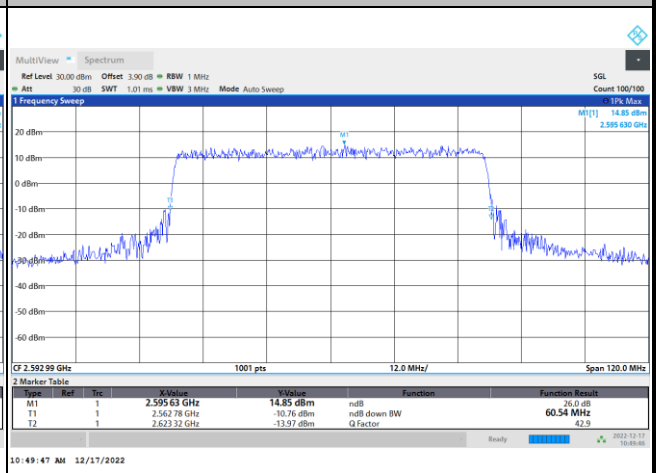 MultiView Spectrum
Ref Level 30.00 dBm Offset 3.90 dB RBW 1 MHz SGL
Att 30 dB SWT 1.01 ms VBW 3 MHz Mode Auto Sweep Count 100/100
1 Frequency Sweep 1Pk Max
M1[1] 14.85 dBm
2.595 630 GHz
20 dBm
M1
10 dBm
0 dBm
T1
-10 dBm
T2
-20 dBm
-30 dBm
-40 dBm
-50 dBm
-60 dBm
CF 2.592 99 GHz 1001 pts 12.0 MHz/ Span 120.0 MHz
2 Marker Table
Type Ref Trc X-Value Y-Value Function Function Result
M1 1 2.595 63 GHz 14.85 dBm ndB 26.0 dB
T1 1 2.562 78 GHz -10.76 dBm ndB down BW 60.54 MHz
T2 1 2.623 32 GHz -13.97 dBm Q Factor 42.9
Ready 2022-12-17
10:49:46
10:49:47 AM 12/17/2022